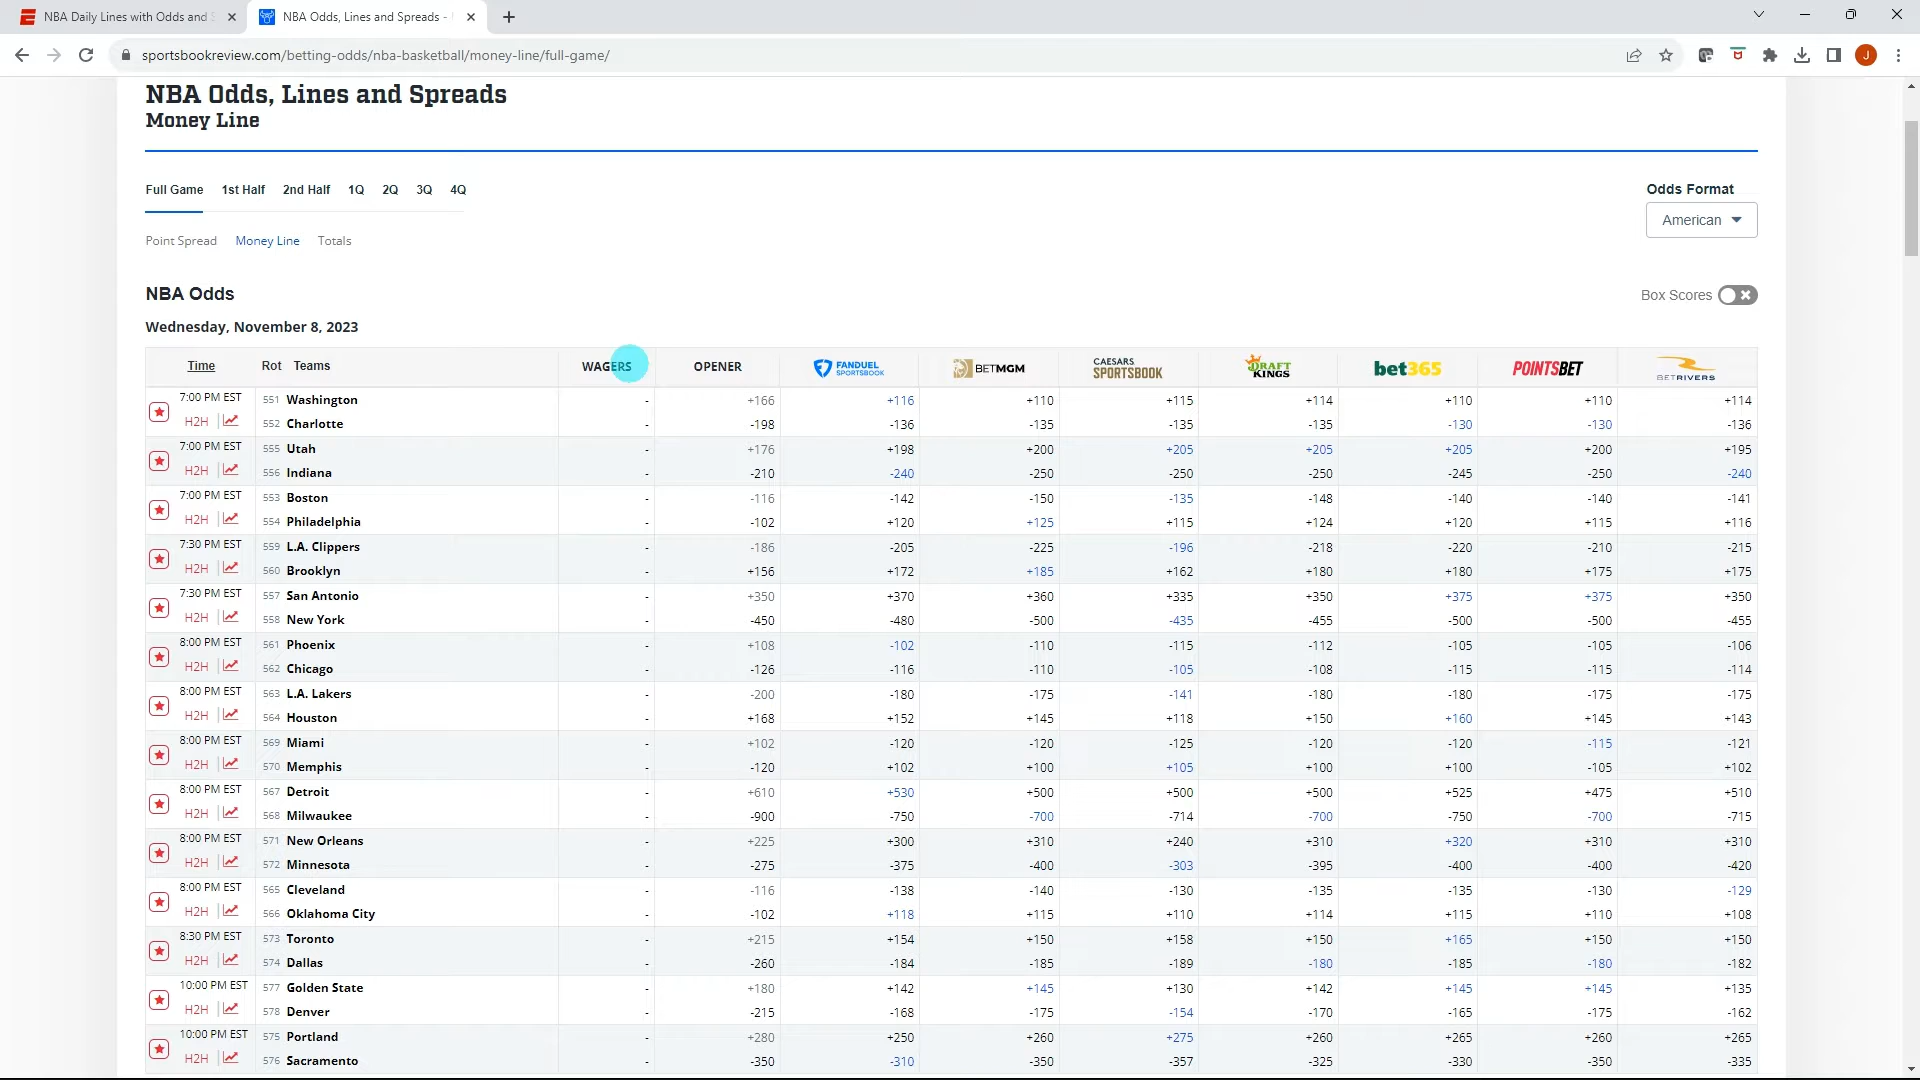 NBA Daily Lines with Odds and S
NBA Odds, Lines and Spreads -
sportsbookreview.com/betting-odds/nba-basketball/money-line/full-game/
J
NBA Odds, Lines and Spreads
Money Line
Full Game 1st Half 2nd Half 1Q 2Q 3Q 4Q
Odds Format
American
Point Spread Money Line Totals
NBA Odds
Box Scores
Wednesday, November 8, 2023
Time Rot Teams WAGERS OPENER FANDUEL SPORTSBOOK BETMGM CAESARS SPORTSBOOK DRAFT KINGS bet365 POINTSBET BETRIVERS
7:00 PM EST 551 Washington - +166 +116 +110 +115 +114 +110 +110 +114
H2H 552 Charlotte - -198 -136 -135 -135 -135 -130 -130 -136
7:00 PM EST 555 Utah - +176 +198 +200 +205 +205 +205 +200 +195
H2H 556 Indiana - -210 -240 -250 -250 -250 -245 -250 -240
7:00 PM EST 553 Boston - -116 -142 -150 -135 -148 -140 -140 -141
H2H 554 Philadelphia - -102 +120 +125 +115 +124 +120 +115 +116
7:30 PM EST 559 L.A. Clippers - -186 -205 -225 -196 -218 -220 -210 -215
H2H 560 Brooklyn - +156 +172 +185 +162 +180 +180 +175 +175
7:30 PM EST 557 San Antonio - +350 +370 +360 +335 +350 +375 +375 +350
H2H 558 New York - -450 -480 -500 -435 -455 -500 -500 -455
8:00 PM EST 561 Phoenix - +108 -102 -110 -115 -112 -105 -105 -106
H2H 562 Chicago - -126 -116 -110 -105 -108 -115 -115 -114
8:00 PM EST 563 L.A. Lakers - -200 -180 -175 -141 -180 -180 -175 -175
H2H 564 Houston - +168 +152 +145 +118 +150 +160 +145 +143
8:00 PM EST 569 Miami - +102 -120 -120 -125 -120 -120 -115 -121
H2H 570 Memphis - -120 +102 +100 +105 +100 +100 -105 +102
8:00 PM EST 567 Detroit - +610 +530 +500 +500 +500 +525 +475 +510
H2H 568 Milwaukee - -900 -750 -700 -714 -700 -750 -700 -715
8:00 PM EST 571 New Orleans - +225 +300 +310 +240 +310 +320 +310 +310
H2H 572 Minnesota - -275 -375 -400 -303 -395 -400 -400 -420
8:00 PM EST 565 Cleveland - -116 -138 -140 -130 -135 -135 -130 -129
H2H 566 Oklahoma City - -102 +118 +115 +110 +114 +115 +110 +108
8:30 PM EST 573 Toronto - +215 +154 +150 +158 +150 +165 +150 +150
H2H 574 Dallas - -260 -184 -185 -189 -180 -185 -180 -182
10:00 PM EST 577 Golden State - +180 +142 +145 +130 +142 +145 +145 +135
H2H 578 Denver - -215 -168 -175 -154 -170 -165 -175 -162
10:00 PM EST 575 Portland - +280 +250 +260 +275 +260 +265 +260 +265
H2H 576 Sacramento - -350 -310 -350 -357 -325 -330 -350 -335